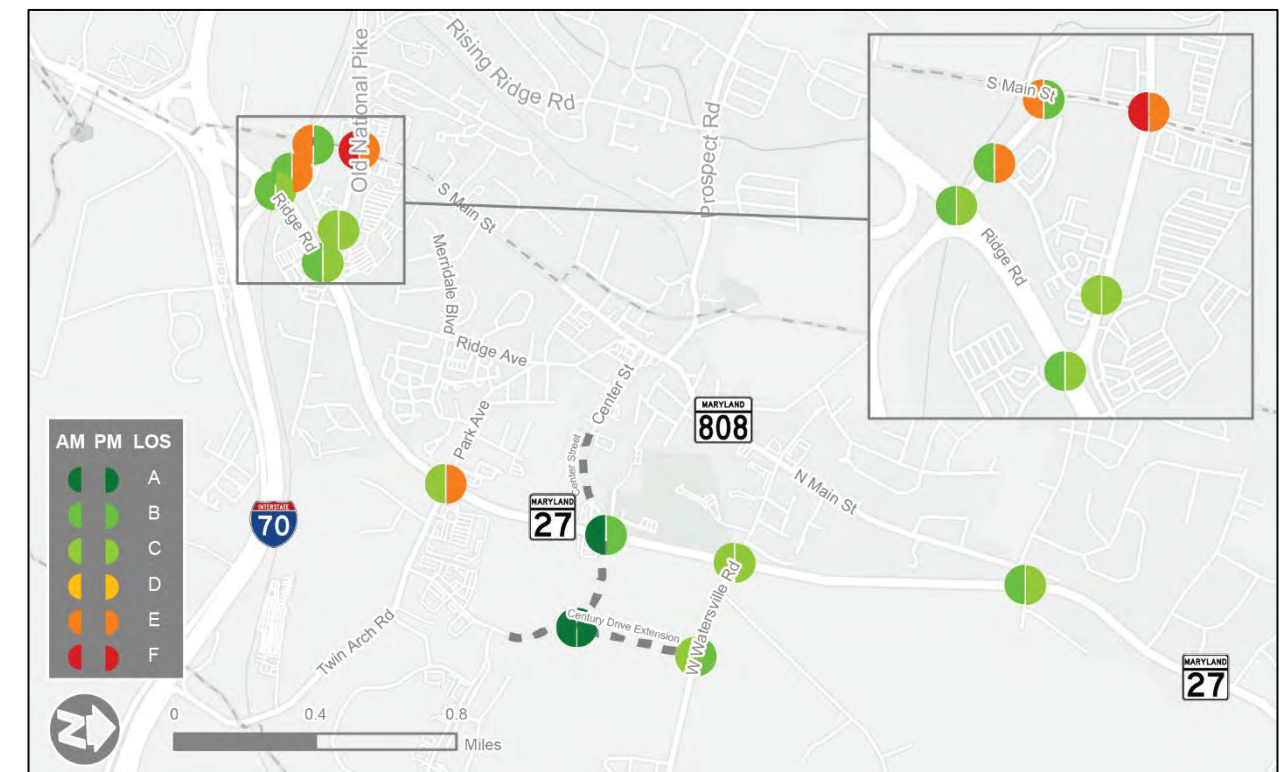 Rising Ridge Rd
Old National Pike
Prospect Rd
S Main St
S Main St
Ridge Rd
Ridge Rd
Merridale Blvd
Ridge Ave
Center St
Center Street
Park Ave
MARYLAND
808
N Main St
MARYLAND
27
INTERSTATE
70
AM PM LOS
A
B
C
D
E
F
Century Drive Extension
W Watersville Rd
Twin Arch Rd
MARYLAND
27
N
0 0.4 0.8
Miles